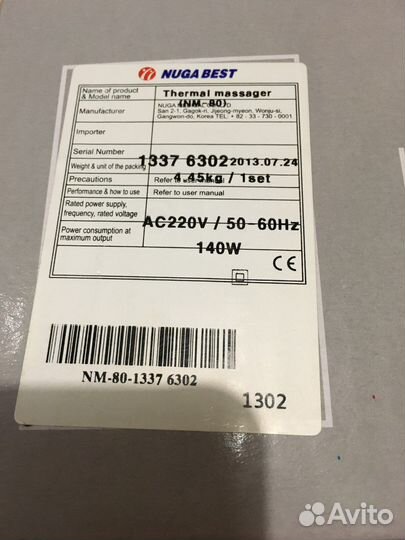 NUGA BEST
Name of product & Model name Thermal massager (NM-80)
Manufacturer NUGA
San 2-1, Gagok-ri, Jijeong-myeon, Wonju-si,
Gangwon-do, Korea TEL. + 82 - 33 - 730 - 0001
Importer
Serial Number 1337 6302 2013.07.24
Weight & unit of the packing 4.45kg / 1set
Precautions Refer to user manual
Performance & how to use Refer to user manual
Rated power supply, frequency, rated voltage AC220V / 50-60Hz
Power consumption at maximum output 140W
CE
NM-80-1337 6302
1302
Avito